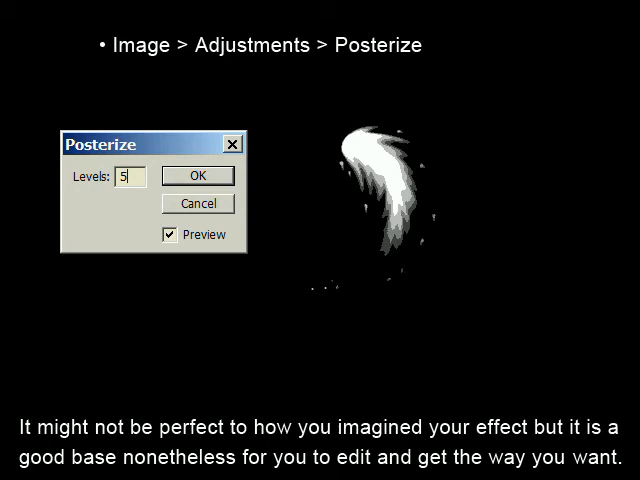 • Image > Adjustments > Posterize
Posterize
Levels: 5
OK
Cancel
Preview
It might not be perfect to how you imagined your effect but it is a
good base nonetheless for you to edit and get the way you want.